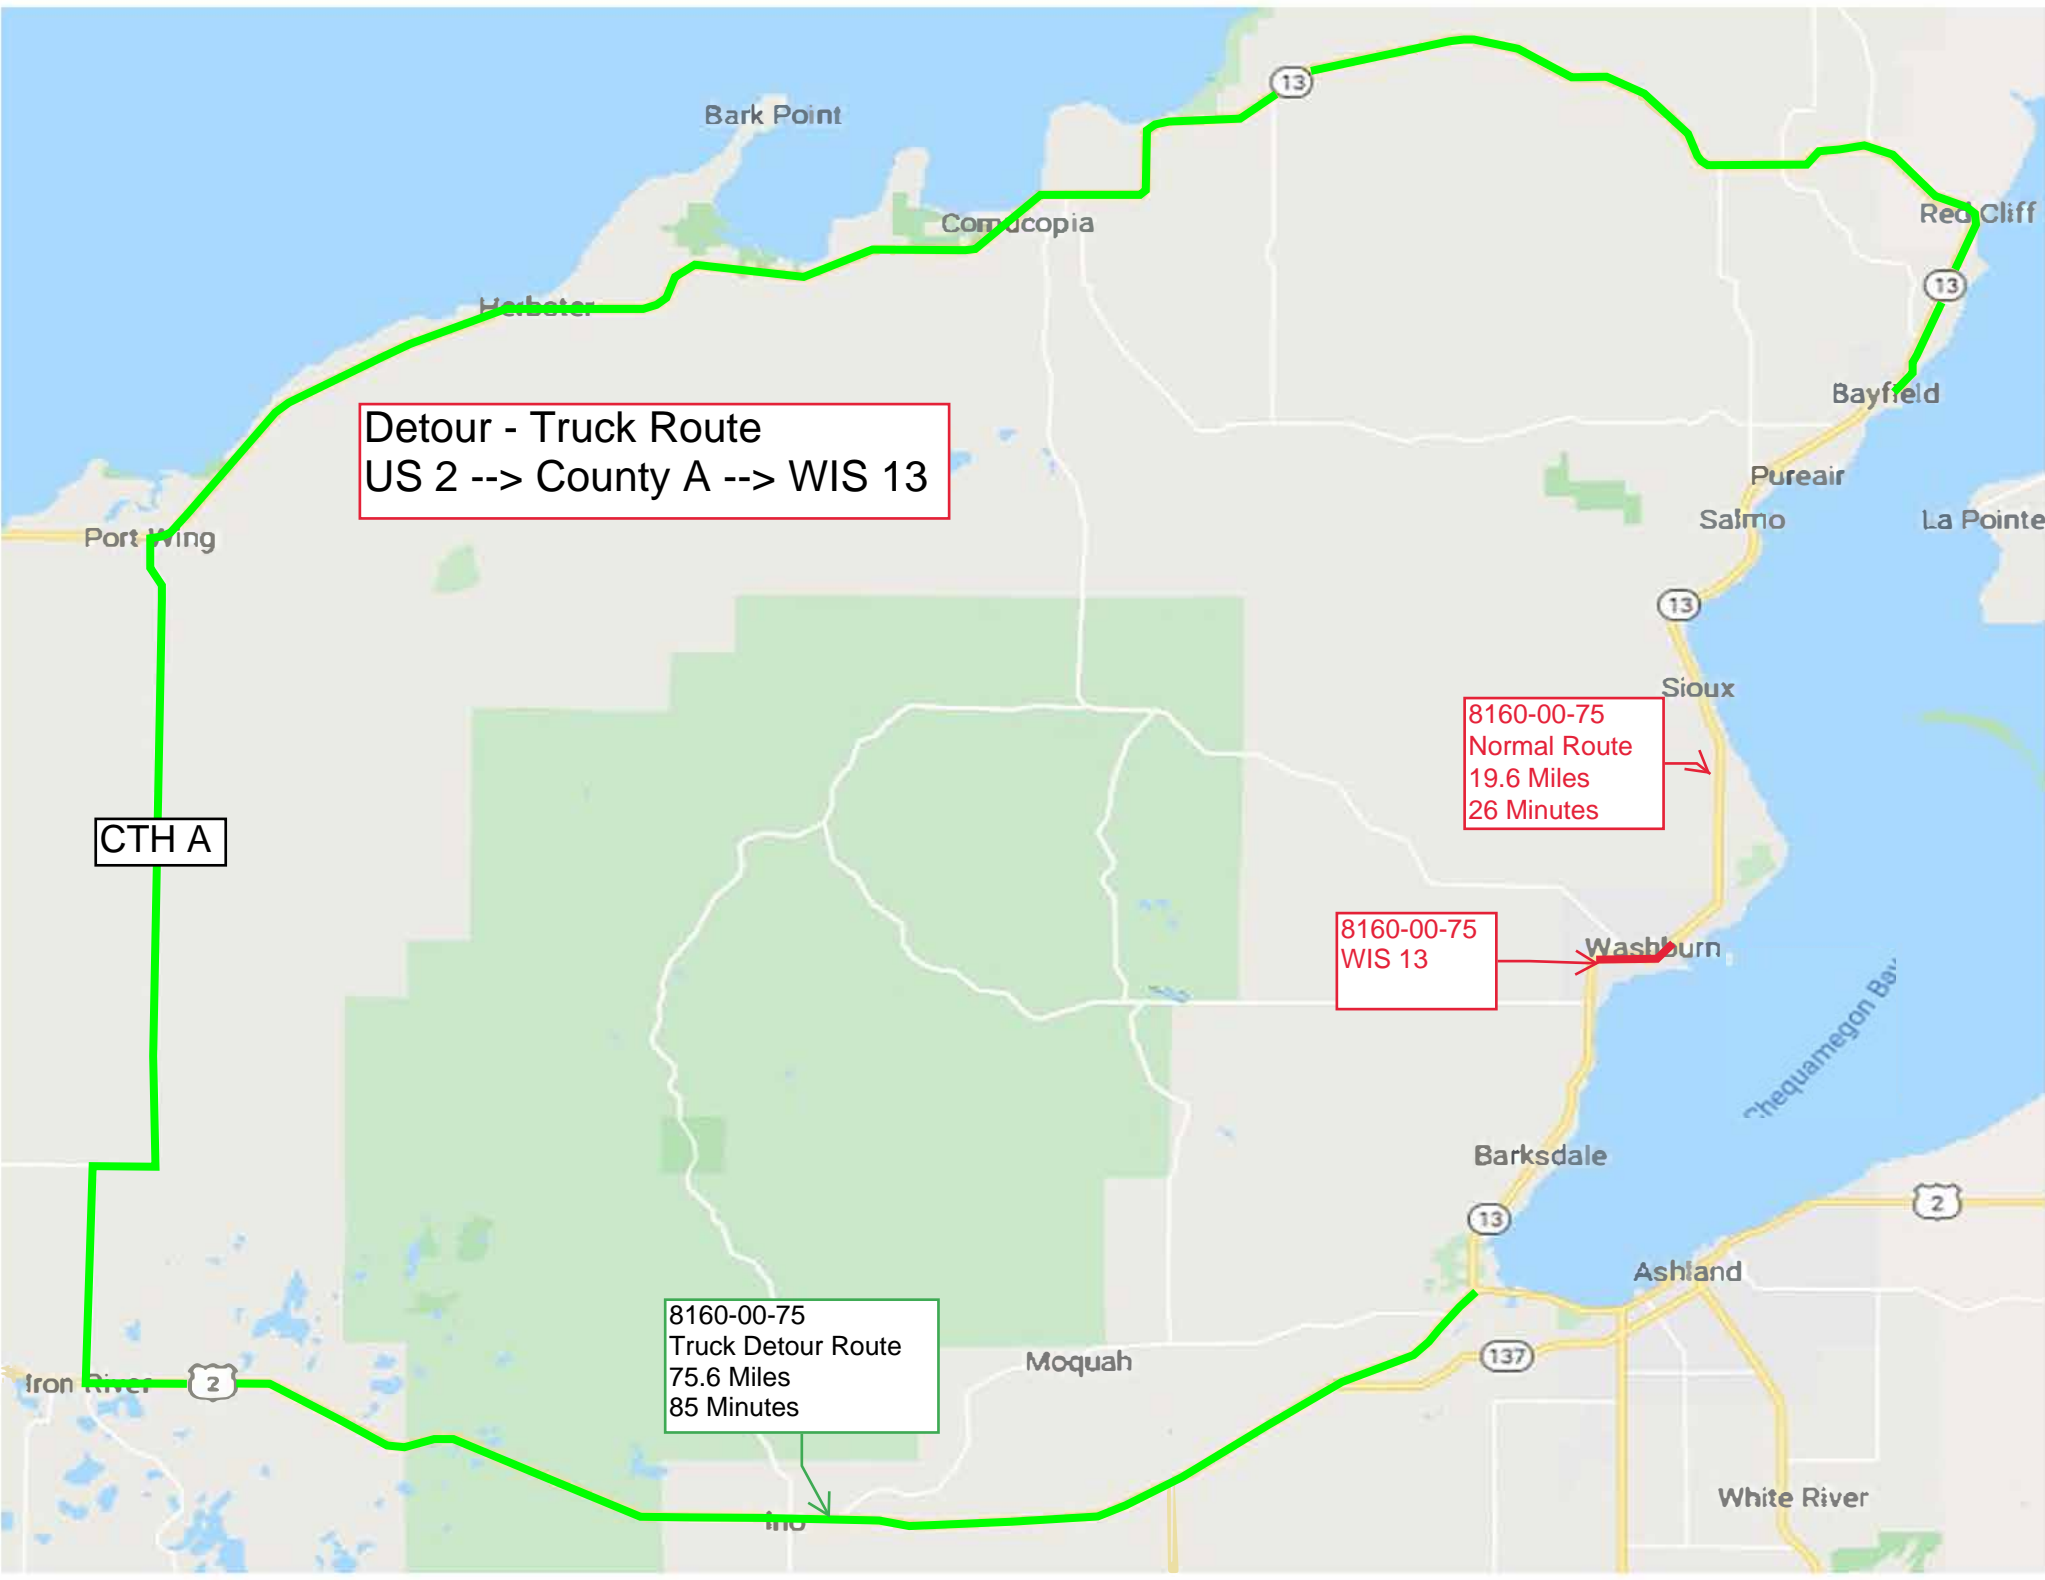 13
Bark Point
Red Cliff
Cornucopia
13
Herbster
Bayfield
Detour - Truck Route
US 2 --> County A --> WIS 13
Pureair
Salmo
La Pointe
Port Wing
13
Sioux
8160-00-75
Normal Route
19.6 Miles
26 Minutes
CTH A
8160-00-75
WIS 13
Washburn
Chequamegon Bay
Barksdale
13
2
Ashland
8160-00-75
Truck Detour Route
75.6 Miles
85 Minutes
Moquah
137
Iron River
2
White River
Ino